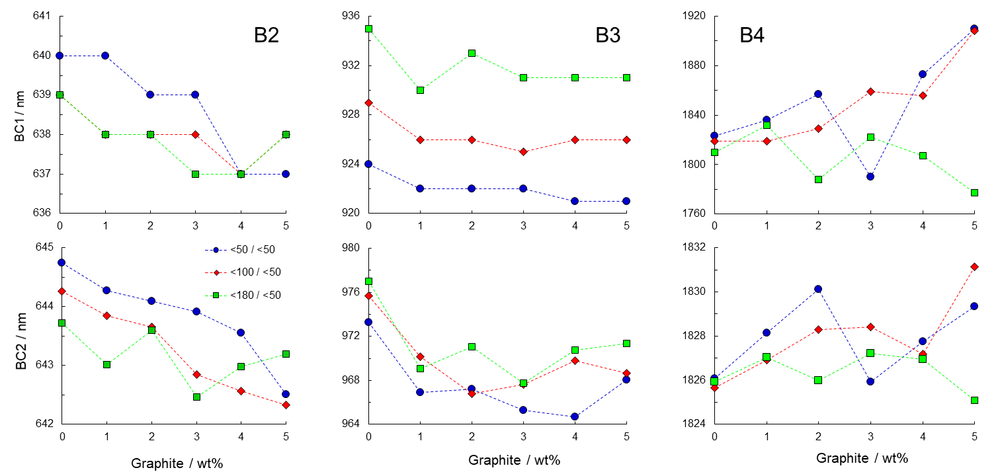 B2
641
640
639
638
637
636
BC1 / nm
0 1 2 3 4 5
B3
936
932
928
924
920
0 1 2 3 4 5
B4
1920
1880
1840
1800
1760
0 1 2 3 4 5
645
644
643
642
BC2 / nm
<50 / <50
<100 / <50
<180 / <50
0 1 2 3 4 5
Graphite / wt%
980
976
972
968
964
0 1 2 3 4 5
Graphite / wt%
1832
1830
1828
1826
1824
0 1 2 3 4 5
Graphite / wt%